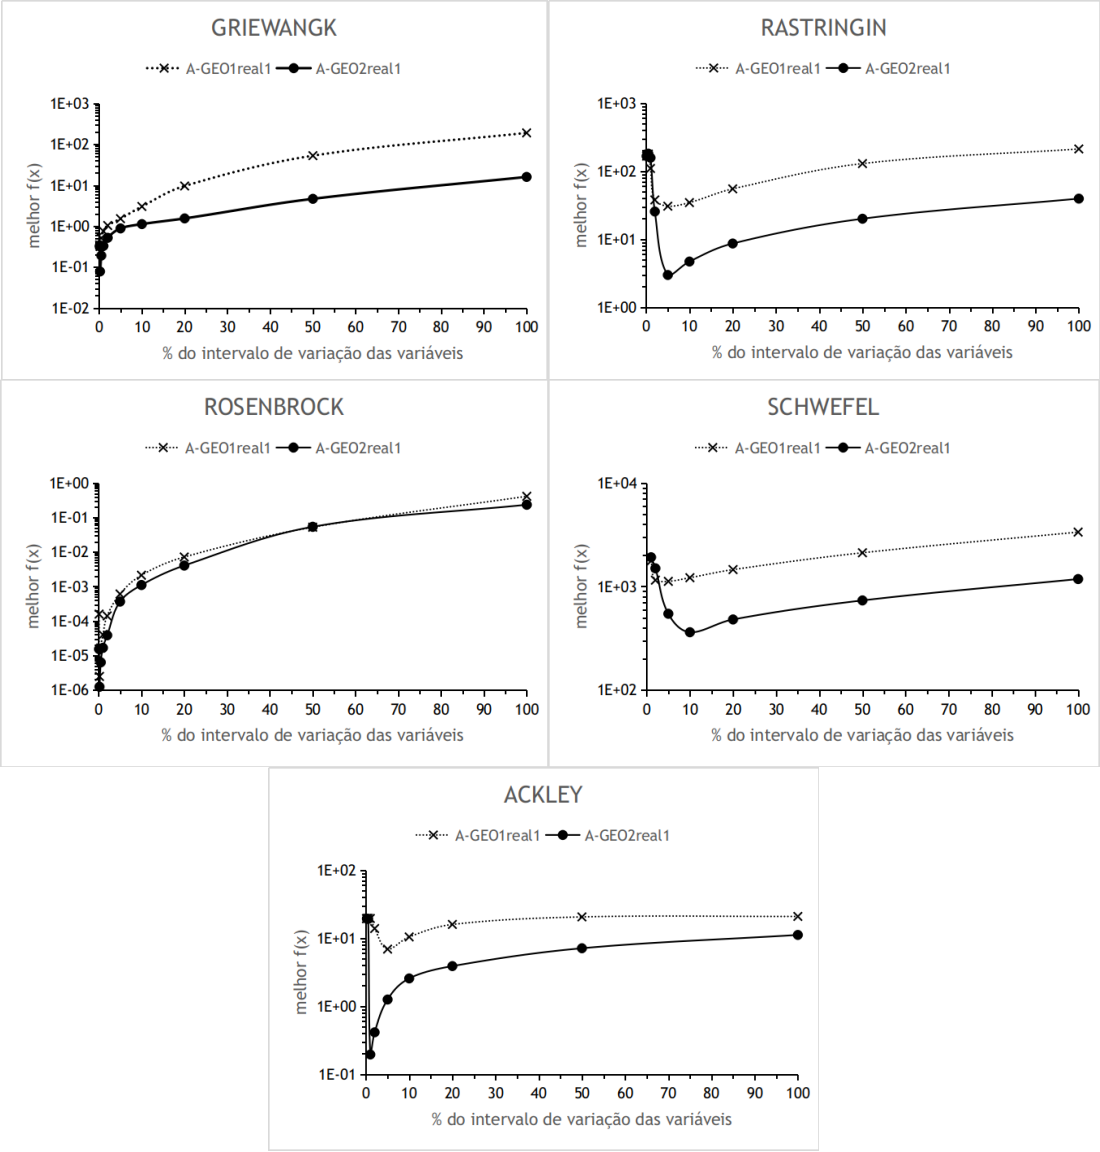 GRIEWANGK
A-GEO1real1 A-GEO2real1
1E+03
1E+02
1E+01
1E+00
1E-01
1E-02
melhor f(x)
0 10 20 30 40 50 60 70 80 90 100
% do intervalo de variação das variáveis
RASTRINGIN
A-GEO1real1 A-GEO2real1
1E+03
1E+02
1E+01
1E+00
melhor f(x)
0 10 20 30 40 50 60 70 80 90 100
% do intervalo de variação das variáveis
ROSENBROCK
A-GEO1real1 A-GEO2real1
1E+00
1E-01
1E-02
1E-03
1E-04
1E-05
1E-06
melhor f(x)
0 10 20 30 40 50 60 70 80 90 100
% do intervalo de variação das variáveis
SCHWEFEL
A-GEO1real1 A-GEO2real1
1E+04
1E+03
1E+02
melhor f(x)
0 10 20 30 40 50 60 70 80 90 100
% do intervalo de variação das variáveis
ACKLEY
A-GEO1real1 A-GEO2real1
1E+02
1E+01
1E+00
1E-01
melhor f(x)
0 10 20 30 40 50 60 70 80 90 100
% do intervalo de variação das variáveis